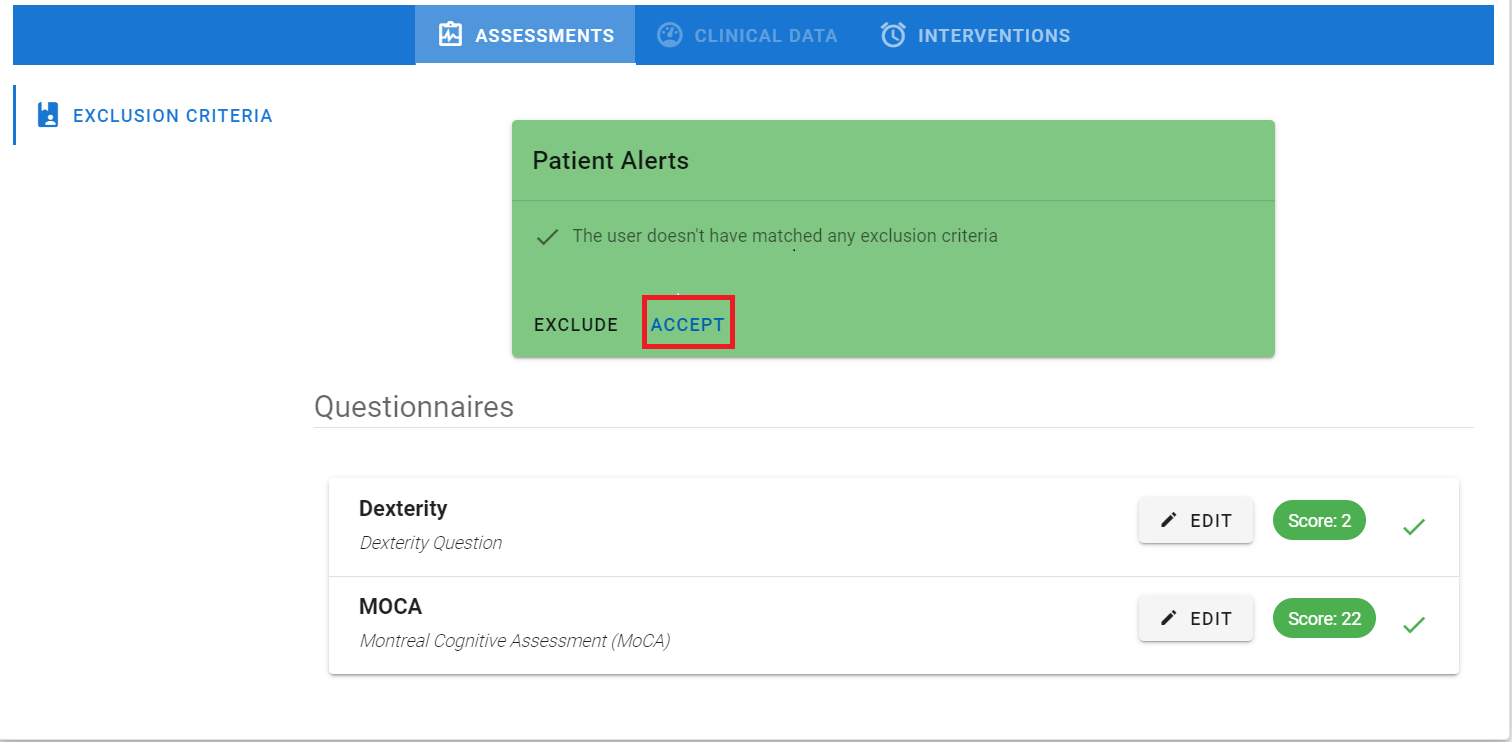 ASSESSMENTS CLINICAL DATA INTERVENTIONS
EXCLUSION CRITERIA
Patient Alerts
The user doesn't have matched any exclusion criteria
EXCLUDE ACCEPT
Questionnaires
Dexterity
EDIT Score: 2
Dexterity Question
MOCA
EDIT Score: 22
Montreal Cognitive Assessment (MoCA)